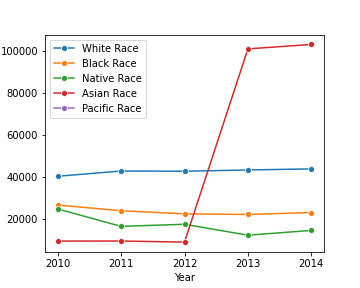 100000
80000
60000
40000
20000
White Race
Black Race
Native Race
Asian Race
Pacific Race
2010 2011 2012 2013 2014
Year